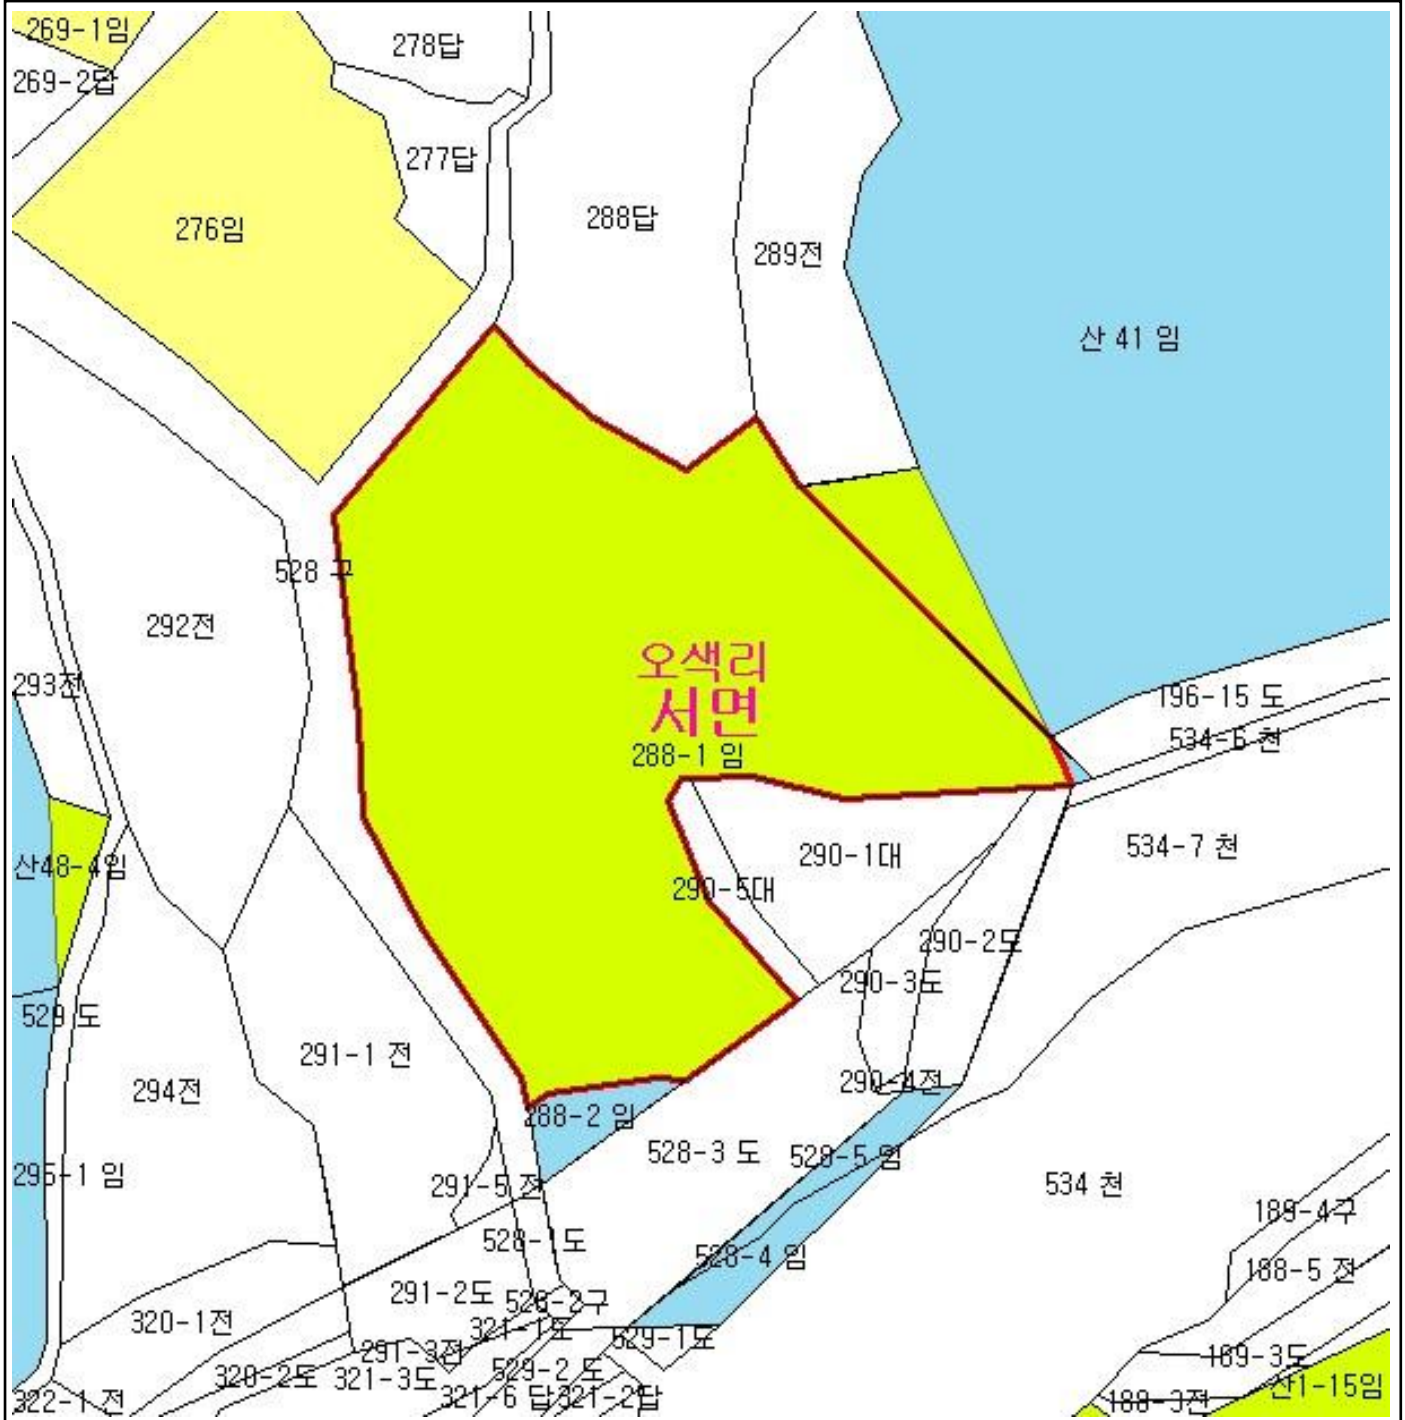 269-1임
278답
269-2답
277답
276임
288답
289전
산 41 임
528 구
292전
오색리
293전
196-15 도
서면
534-6 천
288-1 임
534-7 천
290-1대
산48-4임
290-5대
290-2도
290-3도
529 도
291-1 전
290-4전
294전
288-2 임
528-3 도
528-5 임
295-1 임
534 천
291-5 전
189-4구
528-1도
528-4 임
188-5 전
291-2도
528-2구
320-1전
321-1도
529-1도
291-3전
189-3도
529-2 도
320-2도
321-3도
산1-15임
322-1 전
321-6 답
321-2답
188-3전